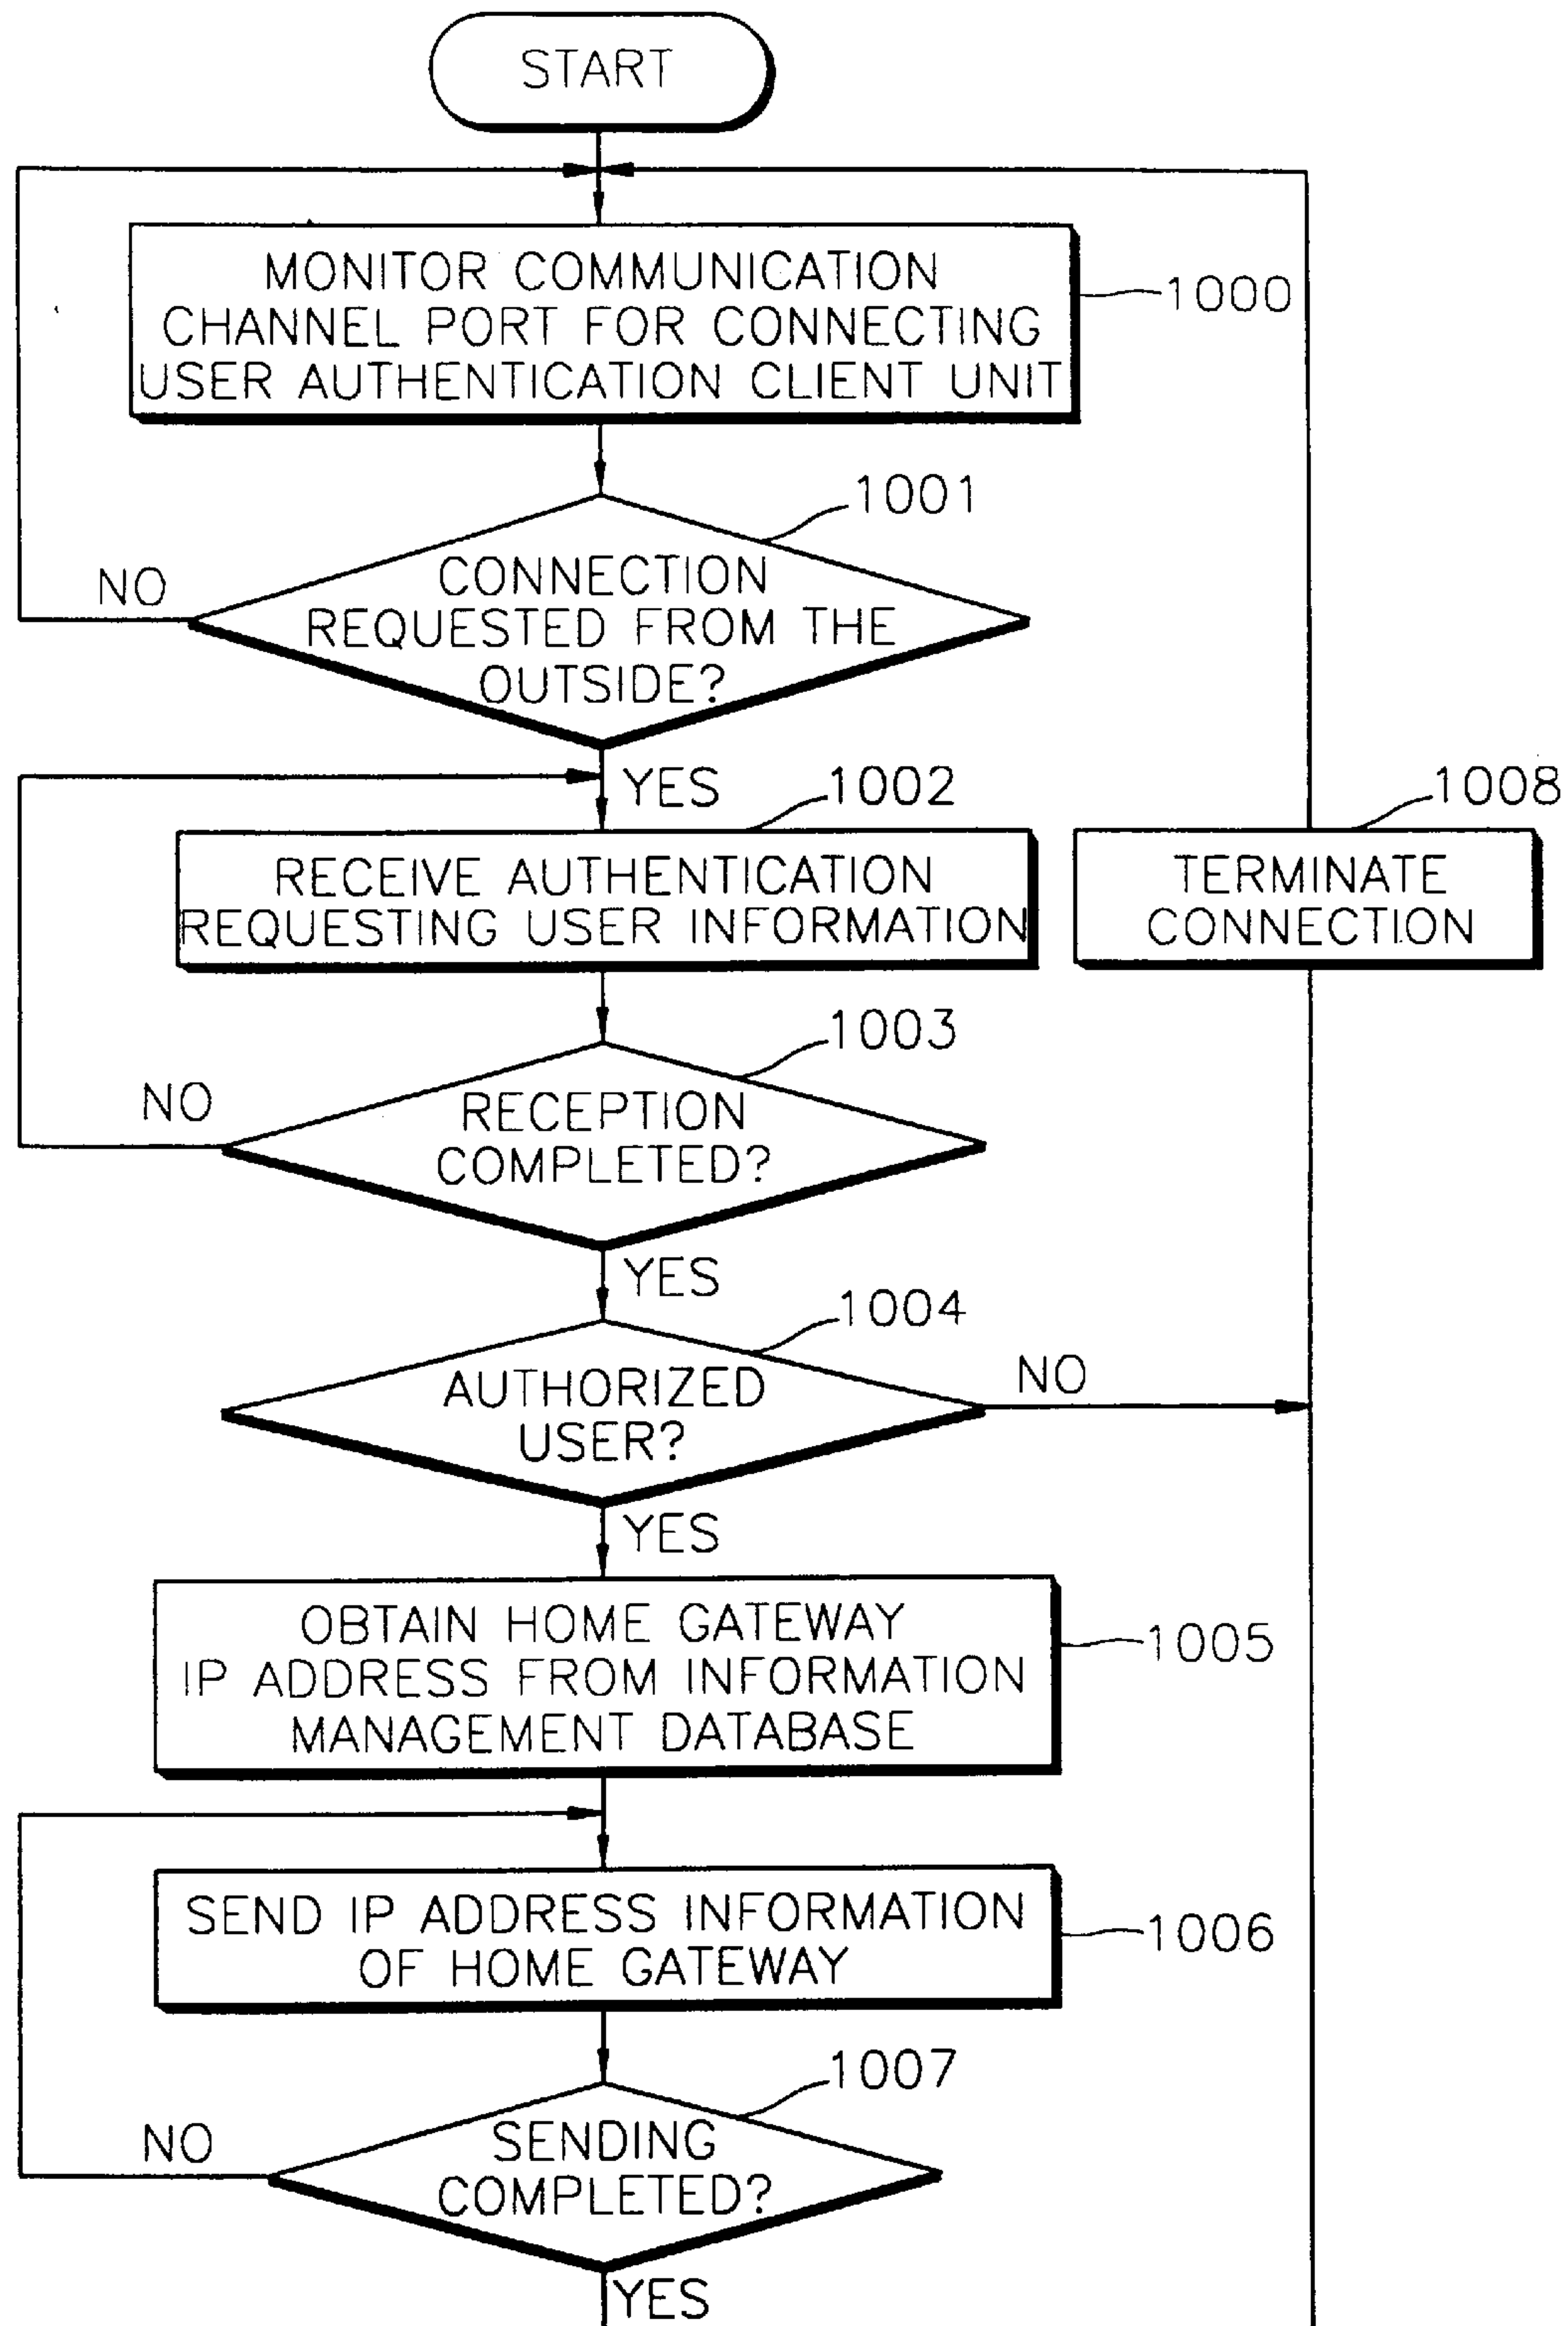 START
MONITOR COMMUNICATION
CHANNEL PORT FOR CONNECTING
USER AUTHENTICATION CLIENT UNIT
1000
1001
CONNECTION
REQUESTED FROM THE
OUTSIDE?
NO
YES
1002
RECEIVE AUTHENTICATION
REQUESTING USER INFORMATION
1008
TERMINATE
CONNECTION
1003
RECEPTION
COMPLETED?
NO
YES
1004
AUTHORIZED
USER?
NO
YES
OBTAIN HOME GATEWAY
IP ADDRESS FROM INFORMATION
MANAGEMENT DATABASE
1005
SEND IP ADDRESS INFORMATION
OF HOME GATEWAY
1006
1007
SENDING
COMPLETED?
NO
YES